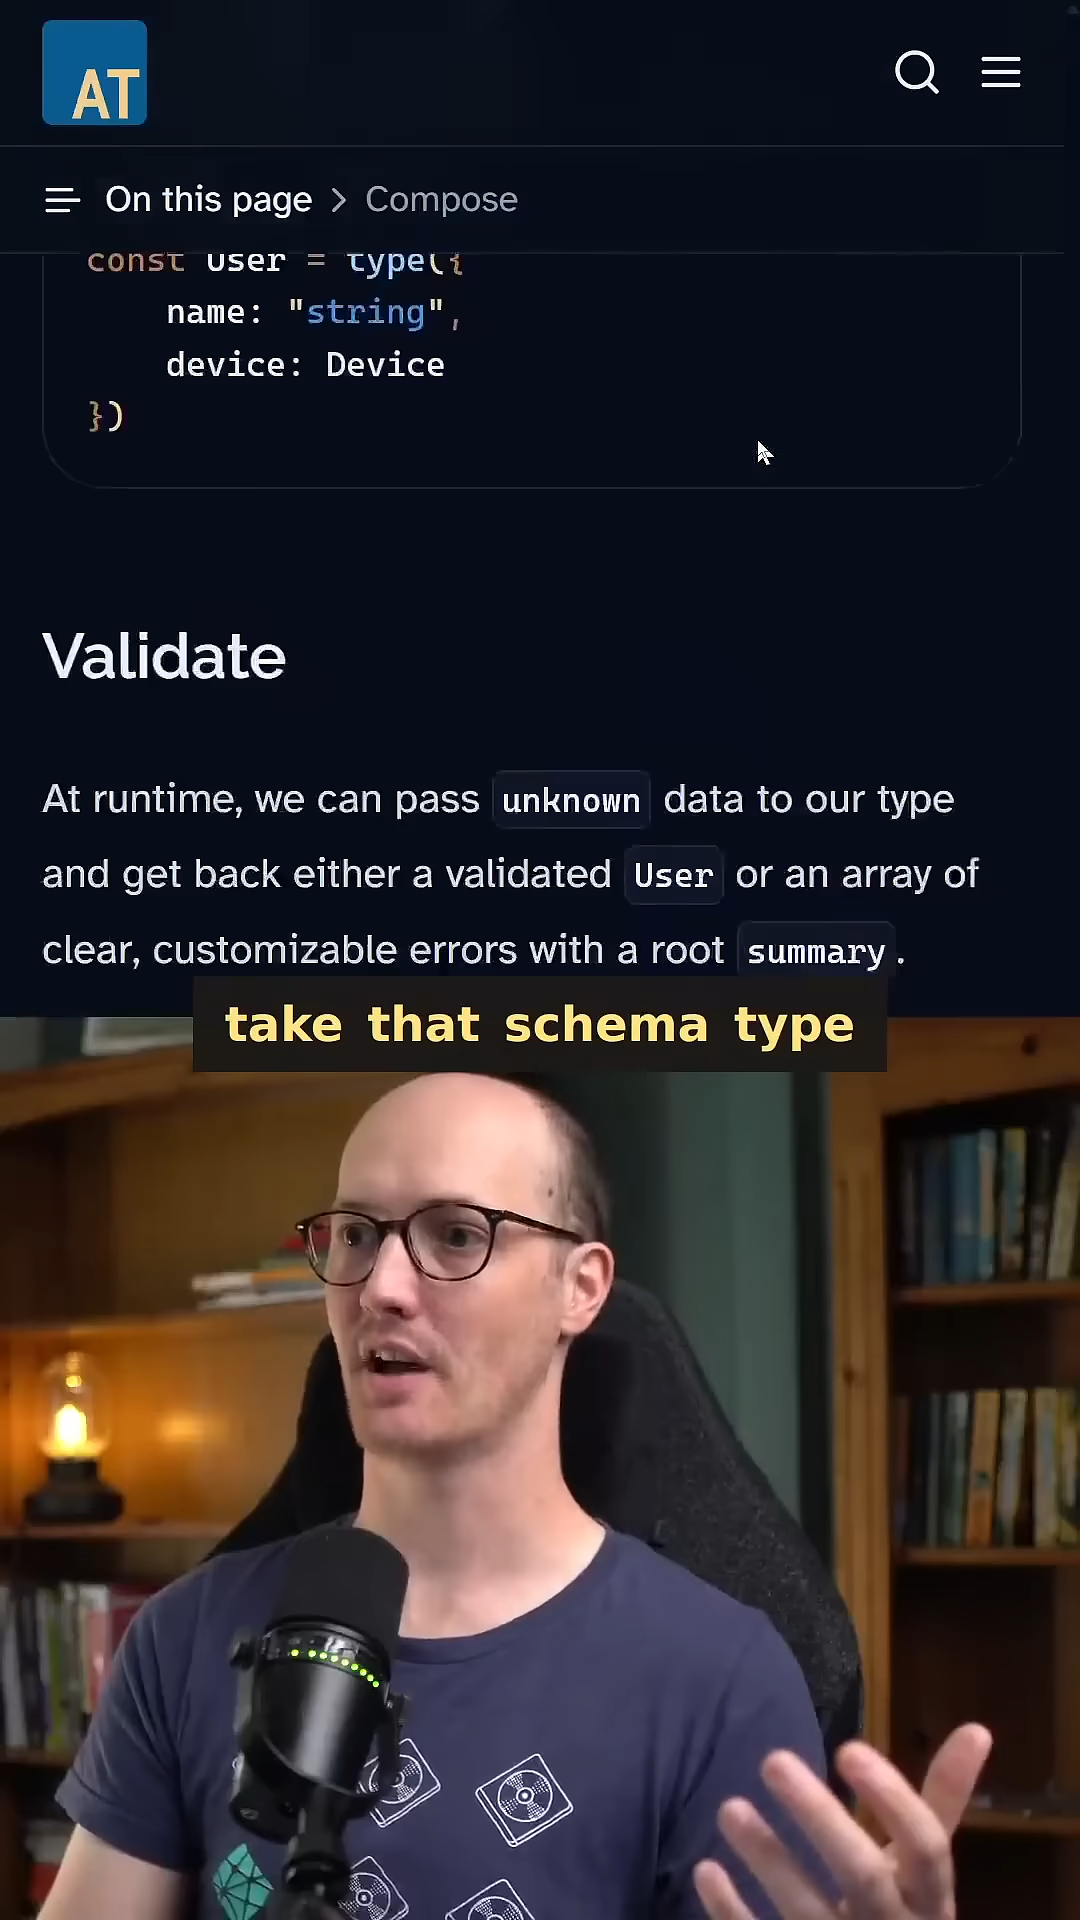 AT
On this page > Compose
const User = type({
name: "string",
device: Device
})
Validate
At runtime, we can pass unknown data to our type
and get back either a validated User or an array of
clear, customizable errors with a root summary.
take that schema type